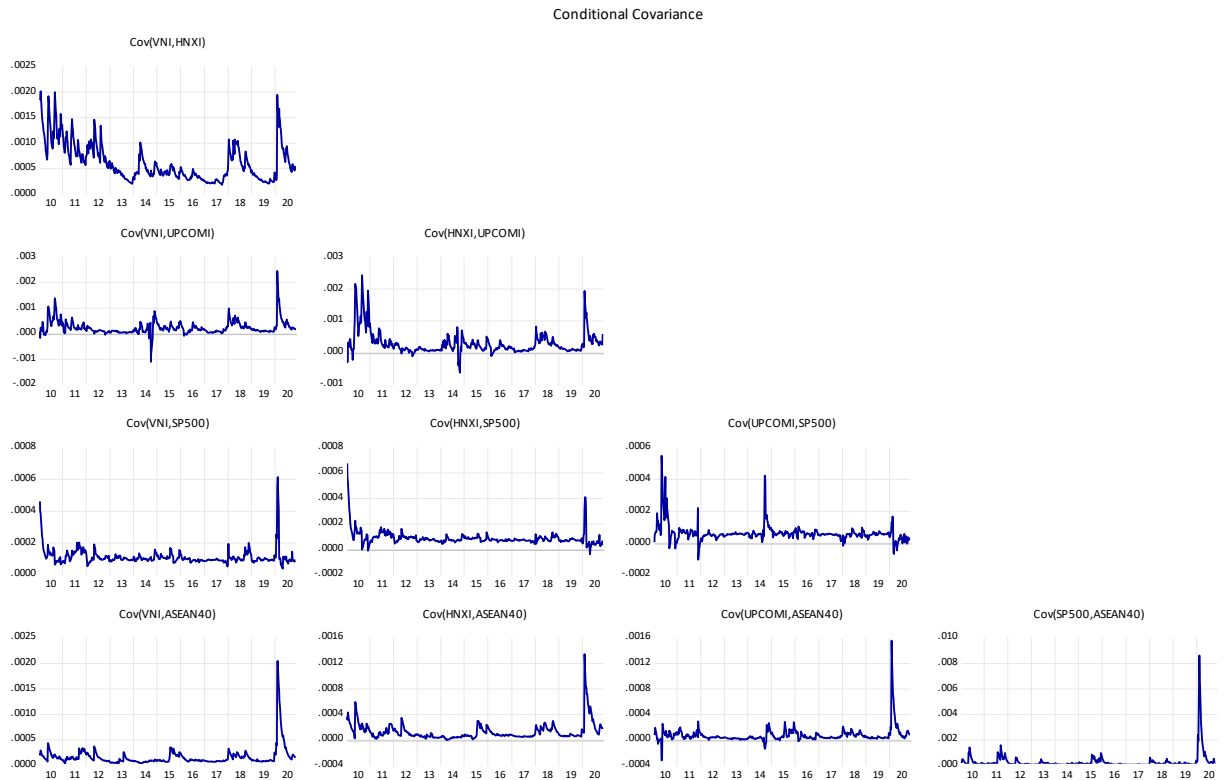 Conditional Covariance
Cov(VNI,HNXI)
.0025
.0020
.0015
.0010
.0005
.0000
10 11 12 13 14 15 16 17 18 19 20
Cov(VNI,UPCOMI) Cov(HNXI,UPCOMI)
.003 .003
.002 .002
.001
.001
.000
.000
-.001
-.002 -.001
10 11 12 13 14 15 16 17 18 19 20 10 11 12 13 14 15 16 17 18 19 20
Cov(VNI,SP500) Cov(HNXI,SP500) Cov(UPCOMI,SP500)
.0008 .0008 .0006
.0006 .0006 .0004
.0004
.0004 .0002
.0002
.0002 .0000
.0000
.0000 -.0002 -.0002
10 11 12 13 14 15 16 17 18 19 20 10 11 12 13 14 15 16 17 18 19 20 10 11 12 13 14 15 16 17 18 19 20
Cov(VNI,ASEAN40) Cov(HNXI,ASEAN40) Cov(UPCOMI,ASEAN40) Cov(SP500,ASEAN40)
.0025 .0016 .0016 .010
.0020 .0012 .0012 .008
.0015 .0008 .0008 .006
.0010 .0004 .0004 .004
.0005 .0000 .0000 .002
.0000 -.0004 -.0004 .000
10 11 12 13 14 15 16 17 18 19 20 10 11 12 13 14 15 16 17 18 19 20 10 11 12 13 14 15 16 17 18 19 20 10 11 12 13 14 15 16 17 18 19 20